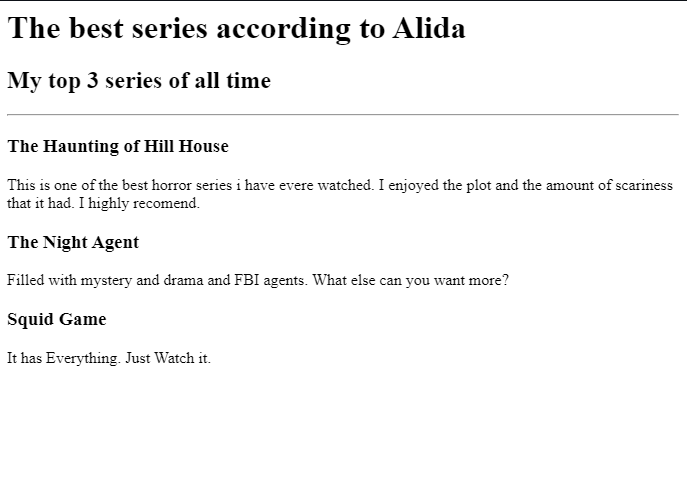 The best series according to Alida
My top 3 series of all time
The Haunting of Hill House
This is one of the best horror series i have evere watched. I enjoyed the plot and the amount of scariness
that it had. I highly recomend.
The Night Agent
Filled with mystery and drama and FBI agents. What else can you want more?
Squid Game
It has Everything. Just Watch it.